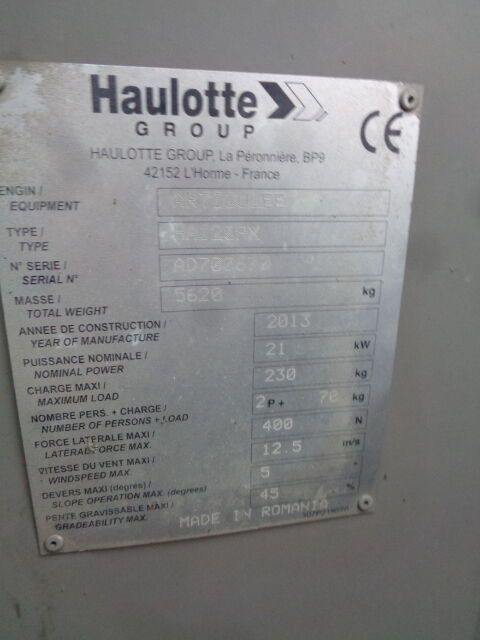 Haulotte
GROUP
CE
HAULOTTE GROUP, La Péronnière, BP9
42152 L'Horme - France
ENGIN /
EQUIPMENT ARTICULEE
TYPE /
TYPE
N° SERIE /
SERIAL N°
MASSE /
TOTAL WEIGHT 5620 kg
ANNEE DE CONSTRUCTION /
YEAR OF MANUFACTURE 2013
PUISSANCE NOMINALE /
NOMINAL POWER 21 kW
CHARGE MAXI /
MAXIMUM LOAD 230 kg
NOMBRE PERS. + CHARGE /
NUMBER OF PERSONS + LOAD 2P+ 70 kg
FORCE LATERALE MAXI /
LATERAL FORCE MAX. 400 N
VITESSE DU VENT MAXI /
WINDSPEED MAX. 12.5 m/s
DEVERS MAXI (degrés) /
SLOPE OPERATION MAX. (degrees) 5 °
PENTE GRAVISSABLE MAXI /
GRADEABILITY MAX. 45 %
MADE IN ROMANIA